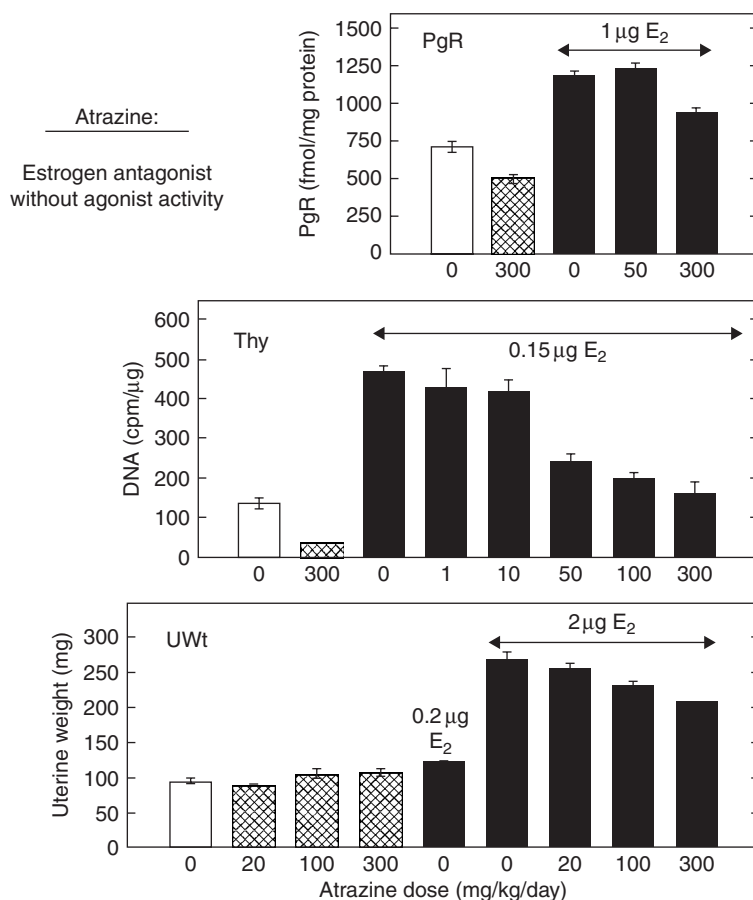 Atrazine:
Estrogen antagonist
without agonist activity
PgR
1 µg E₂
PgR (fmol/mg protein)
1500
1250
1000
750
500
250
0
0 300 0 50 300
Thy
0.15 µg E₂
DNA (cpm/µg)
600
500
400
300
200
100
0
0 300 0 1 10 50 100 300
UWt
2 µg E₂
0.2 µg
E₂
Uterine weight (mg)
300
250
200
150
100
50
0
0 20 100 300 0 0 20 100 300
Atrazine dose (mg/kg/day)